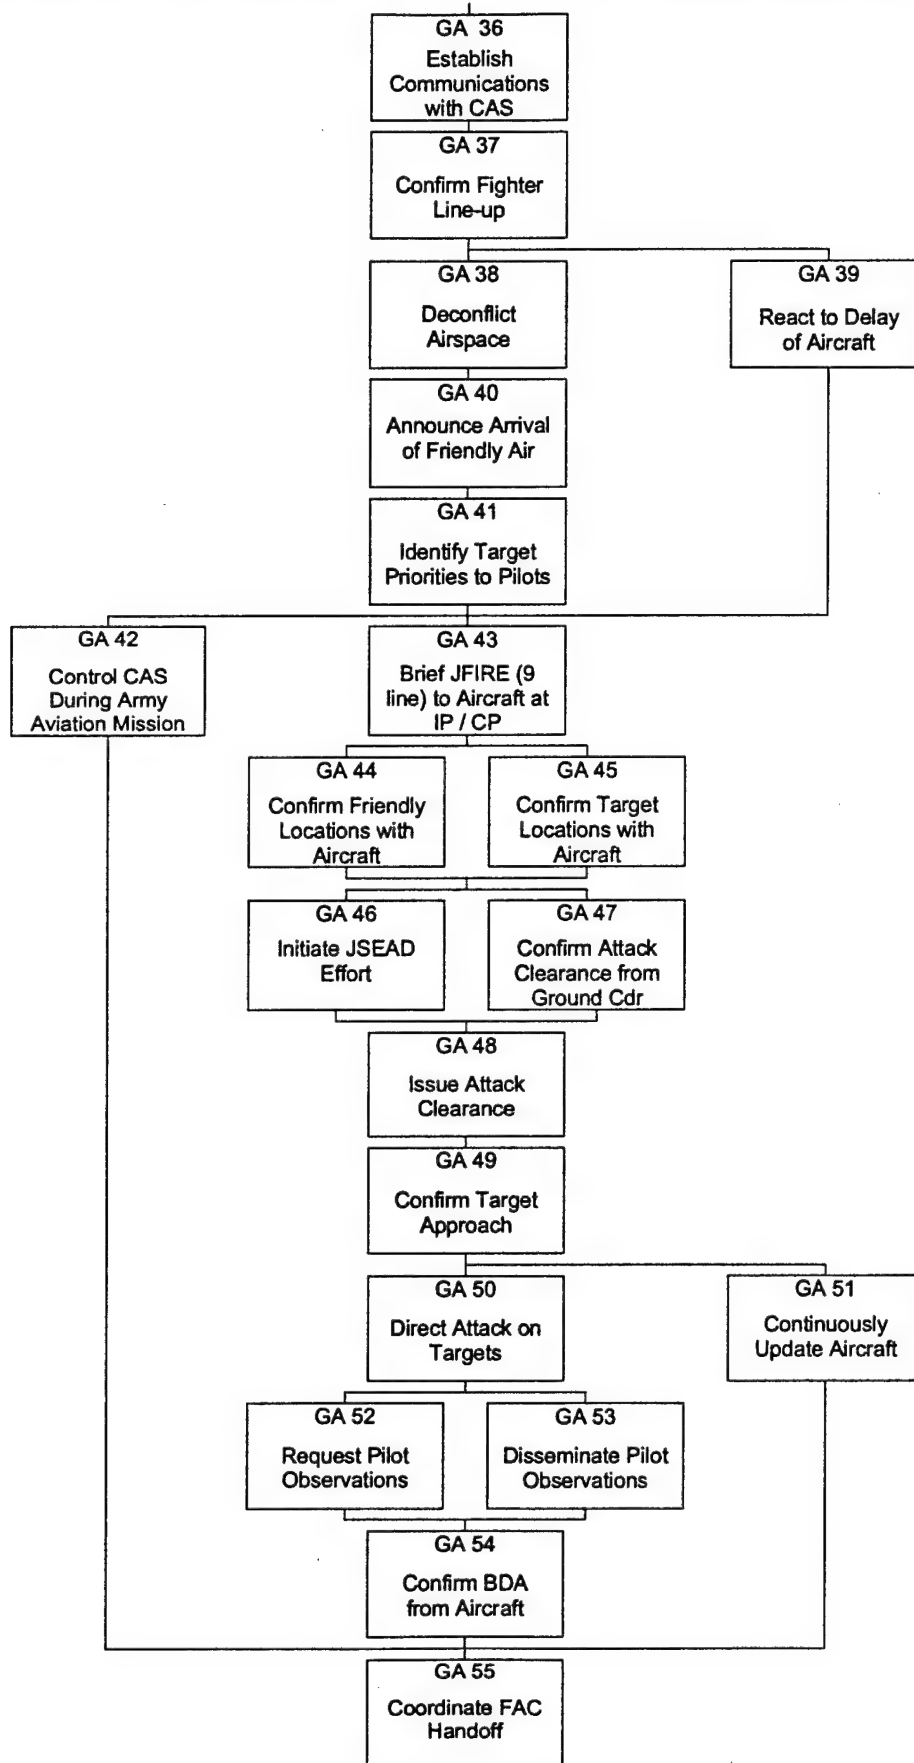 GA 36
Establish
Communications
with CAS
GA 37
Confirm Fighter
Line-up
GA 38
Deconflict
Airspace
GA 39
React to Delay
of Aircraft
GA 40
Announce Arrival
of Friendly Air
GA 41
Identify Target
Priorities to Pilots
GA 42
Control CAS
During Army
Aviation Mission
GA 43
Brief JFIRE (9
line) to Aircraft at
IP / CP
GA 44
Confirm Friendly
Locations with
Aircraft
GA 45
Confirm Target
Locations with
Aircraft
GA 46
Initiate JSEAD
Effort
GA 47
Confirm Attack
Clearance from
Ground Cdr
GA 48
Issue Attack
Clearance
GA 49
Confirm Target
Approach
GA 50
Direct Attack on
Targets
GA 51
Continuously
Update Aircraft
GA 52
Request Pilot
Observations
GA 53
Disseminate Pilot
Observations
GA 54
Confirm BDA
from Aircraft
GA 55
Coordinate FAC
Handoff